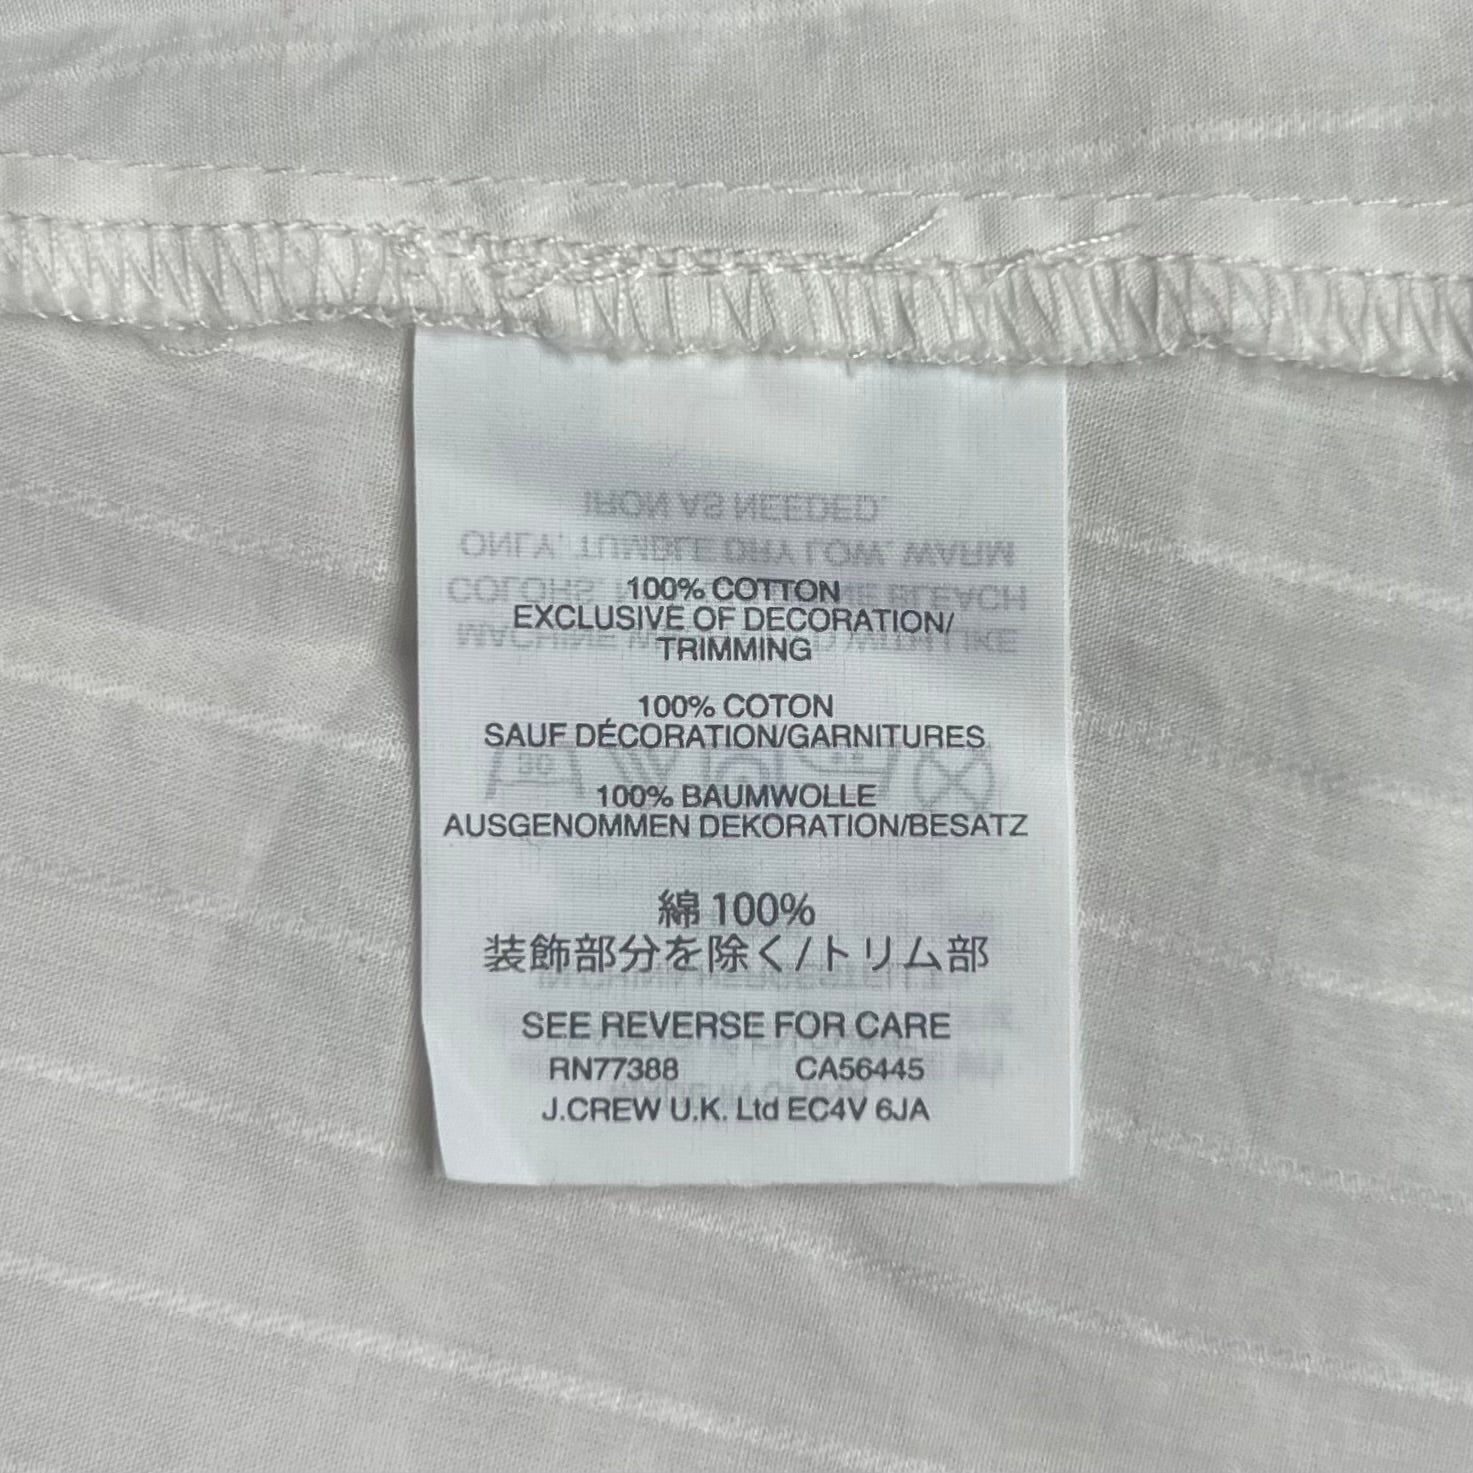 100% COTTON
EXCLUSIVE OF DECORATION/
TRIMMING
100% COTON
SAUF DÉCORATION/GARNITURES
100% BAUMWOLLE
AUSGENOMMEN DEKORATION/BESATZ
綿 100%
装飾部分を除く/トリム部
SEE REVERSE FOR CARE
RN77388 CA56445
J.CREW U.K. Ltd EC4V 6JA